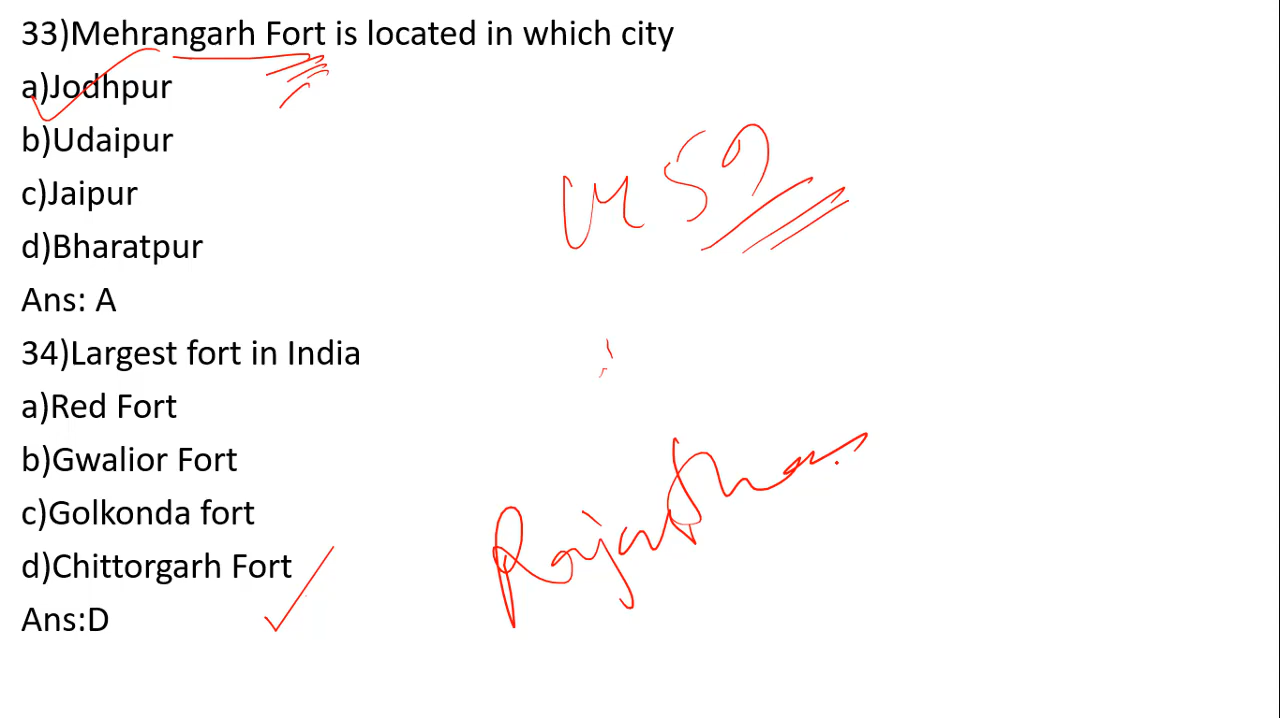 33)Mehrangarh Fort is located in which city
a)Jodhpur
b)Udaipur
c)Jaipur
d)Bharatpur
Ans: A
34)Largest fort in India
a)Red Fort
b)Gwalior Fort
c)Golkonda fort
d)Chittorgarh Fort
Ans:D
1459
Rajasthan